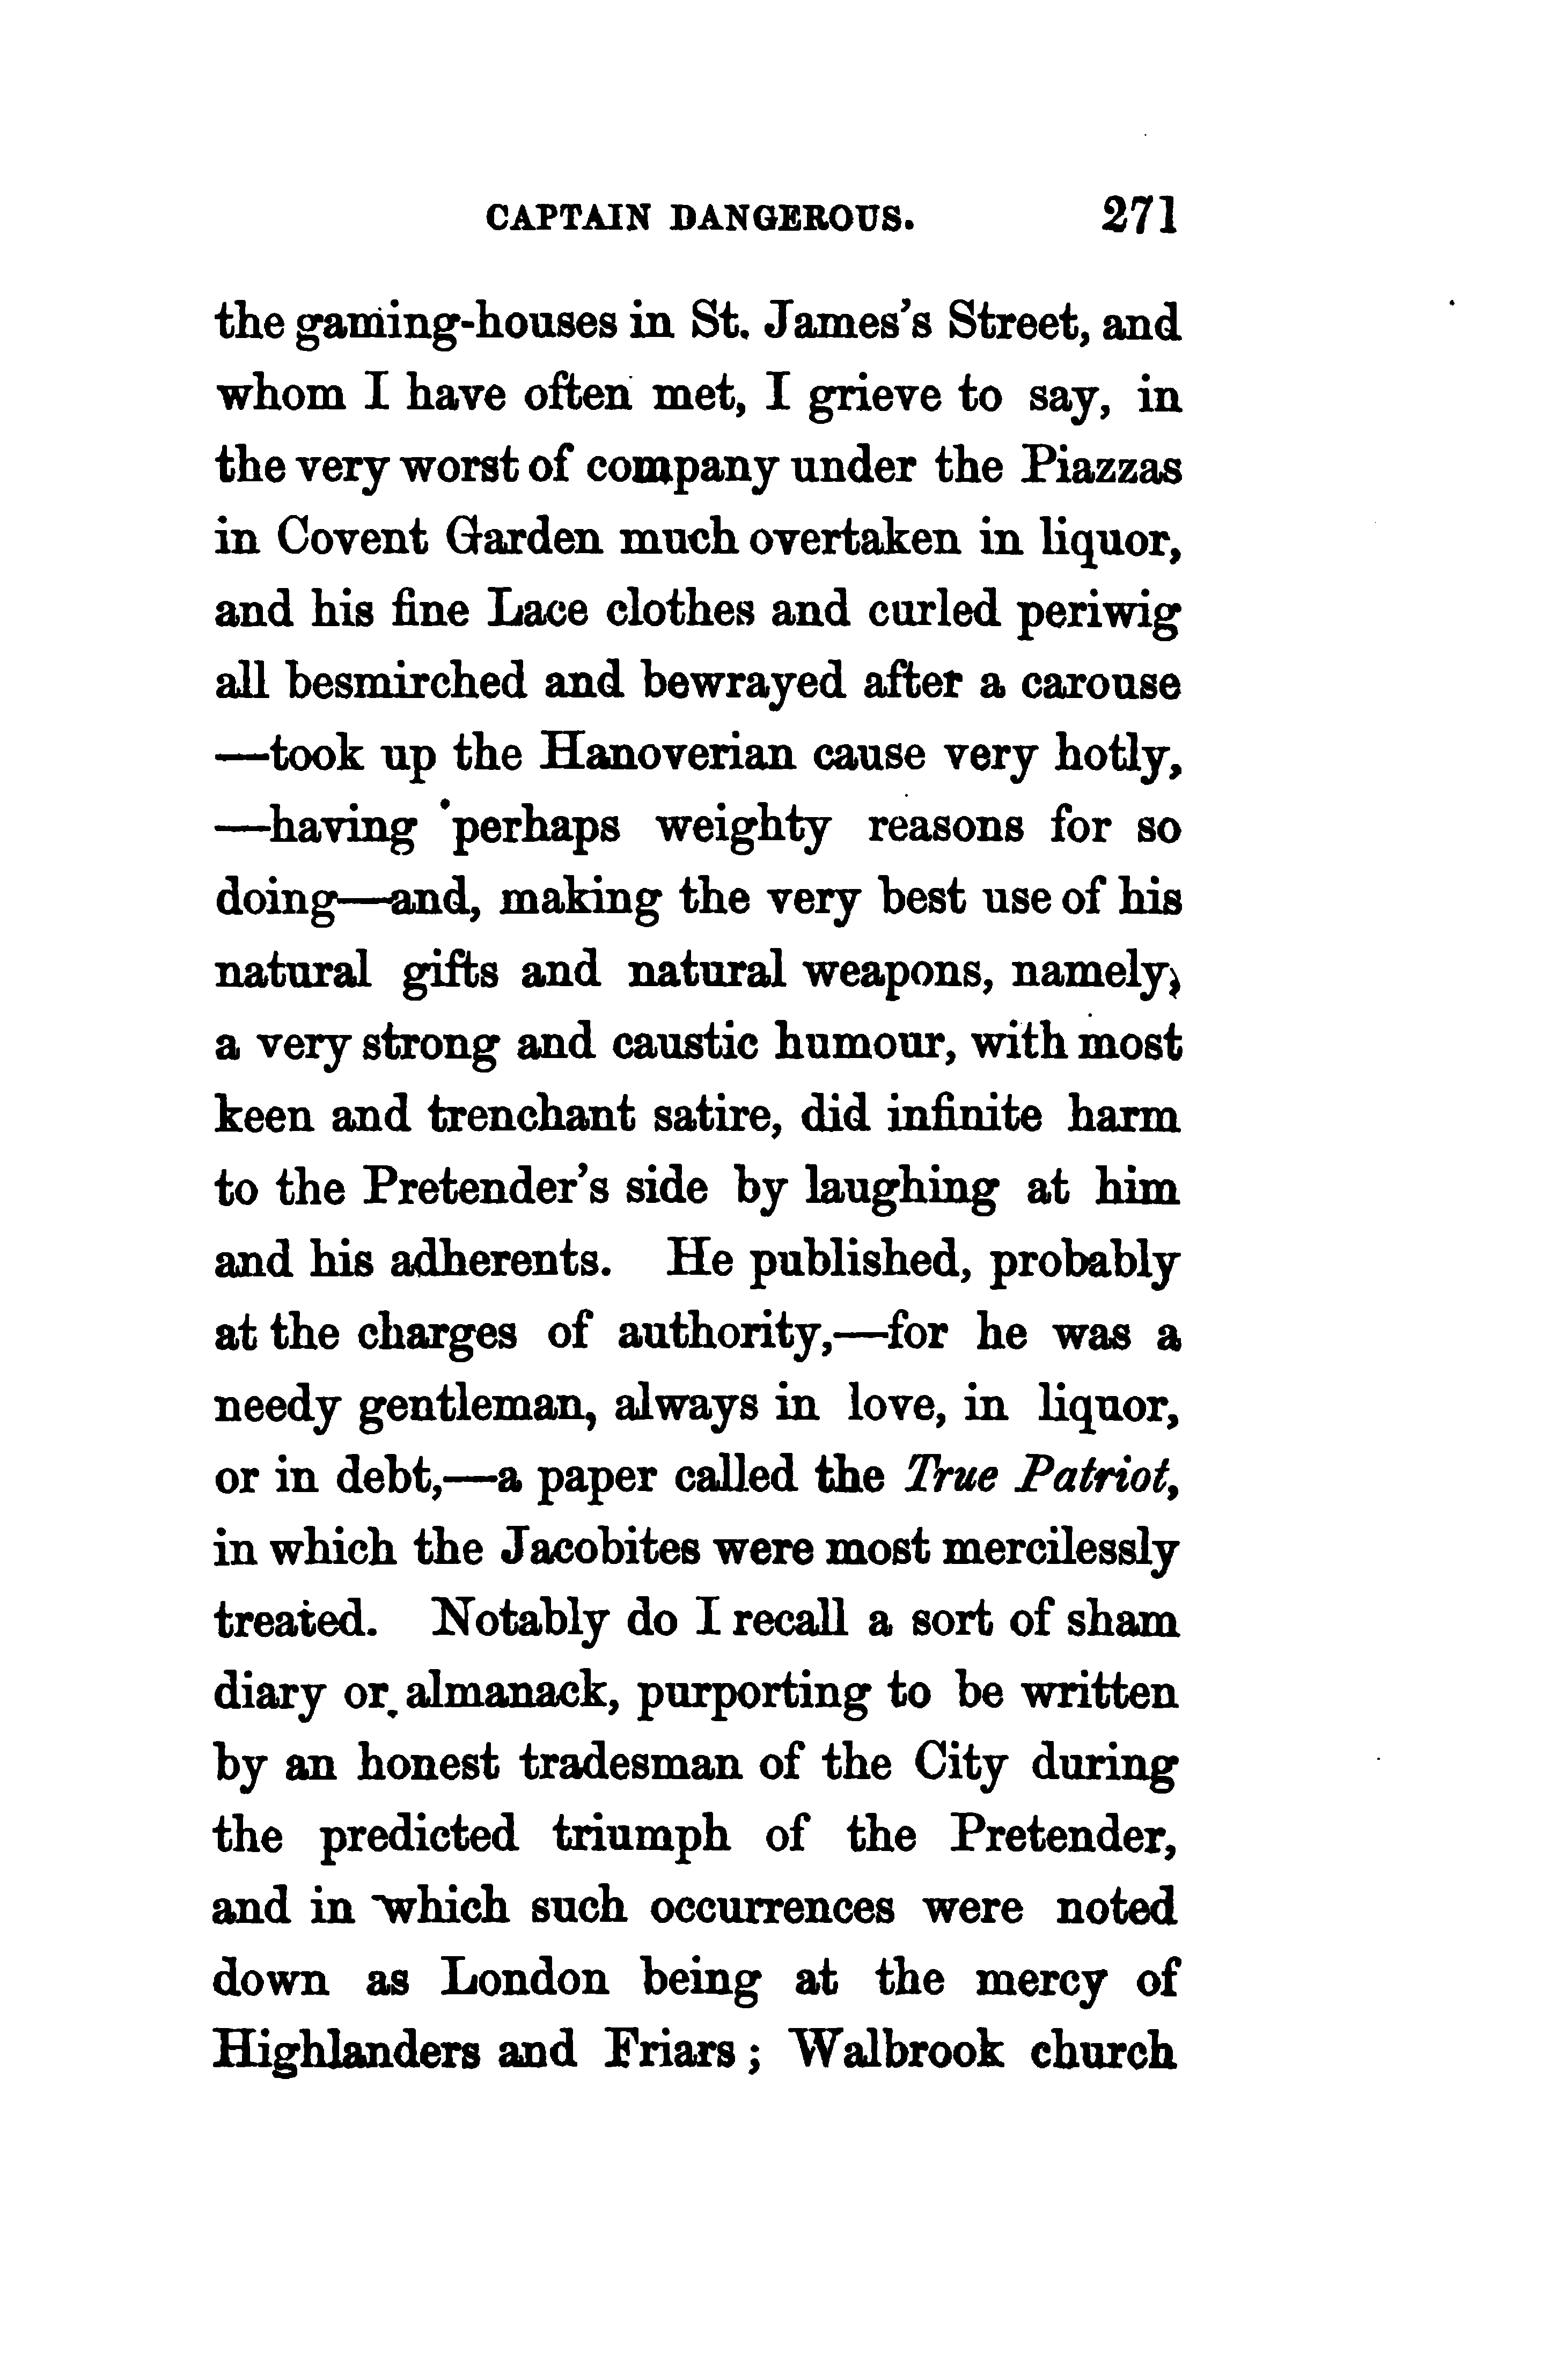 CAPTAIN DANGEROUS. 271
the gaming-houses in St. James's Street, and
whom I have often met, I grieve to say, in
the very worst of company under the Piazzas
in Covent Garden much overtaken in liquor,
and his fine Lace clothes and curled periwig
all besmirched and bewrayed after a carouse
—took up the Hanoverian cause very hotly,
—having perhaps weighty reasons for so
doing—and, making the very best use of his
natural gifts and natural weapons, namely,
a very strong and caustic humour, with most
keen and trenchant satire, did infinite harm
to the Pretender's side by laughing at him
and his adherents. He published, probably
at the charges of authority,—for he was a
needy gentleman, always in love, in liquor,
or in debt,—a paper called the True Patriot,
in which the Jacobites were most mercilessly
treated. Notably do I recall a sort of sham
diary or almanack, purporting to be written
by an honest tradesman of the City during
the predicted triumph of the Pretender,
and in which such occurrences were noted
down as London being at the mercy of
Highlanders and Friars; Walbrook church